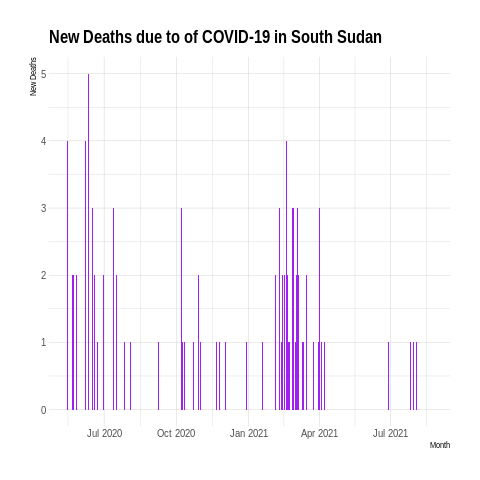 New Deaths due to of COVID-19 in South Sudan
New Deaths
5
4
3
2
1
0
Jul 2020 Oct 2020 Jan 2021 Apr 2021 Jul 2021
Month